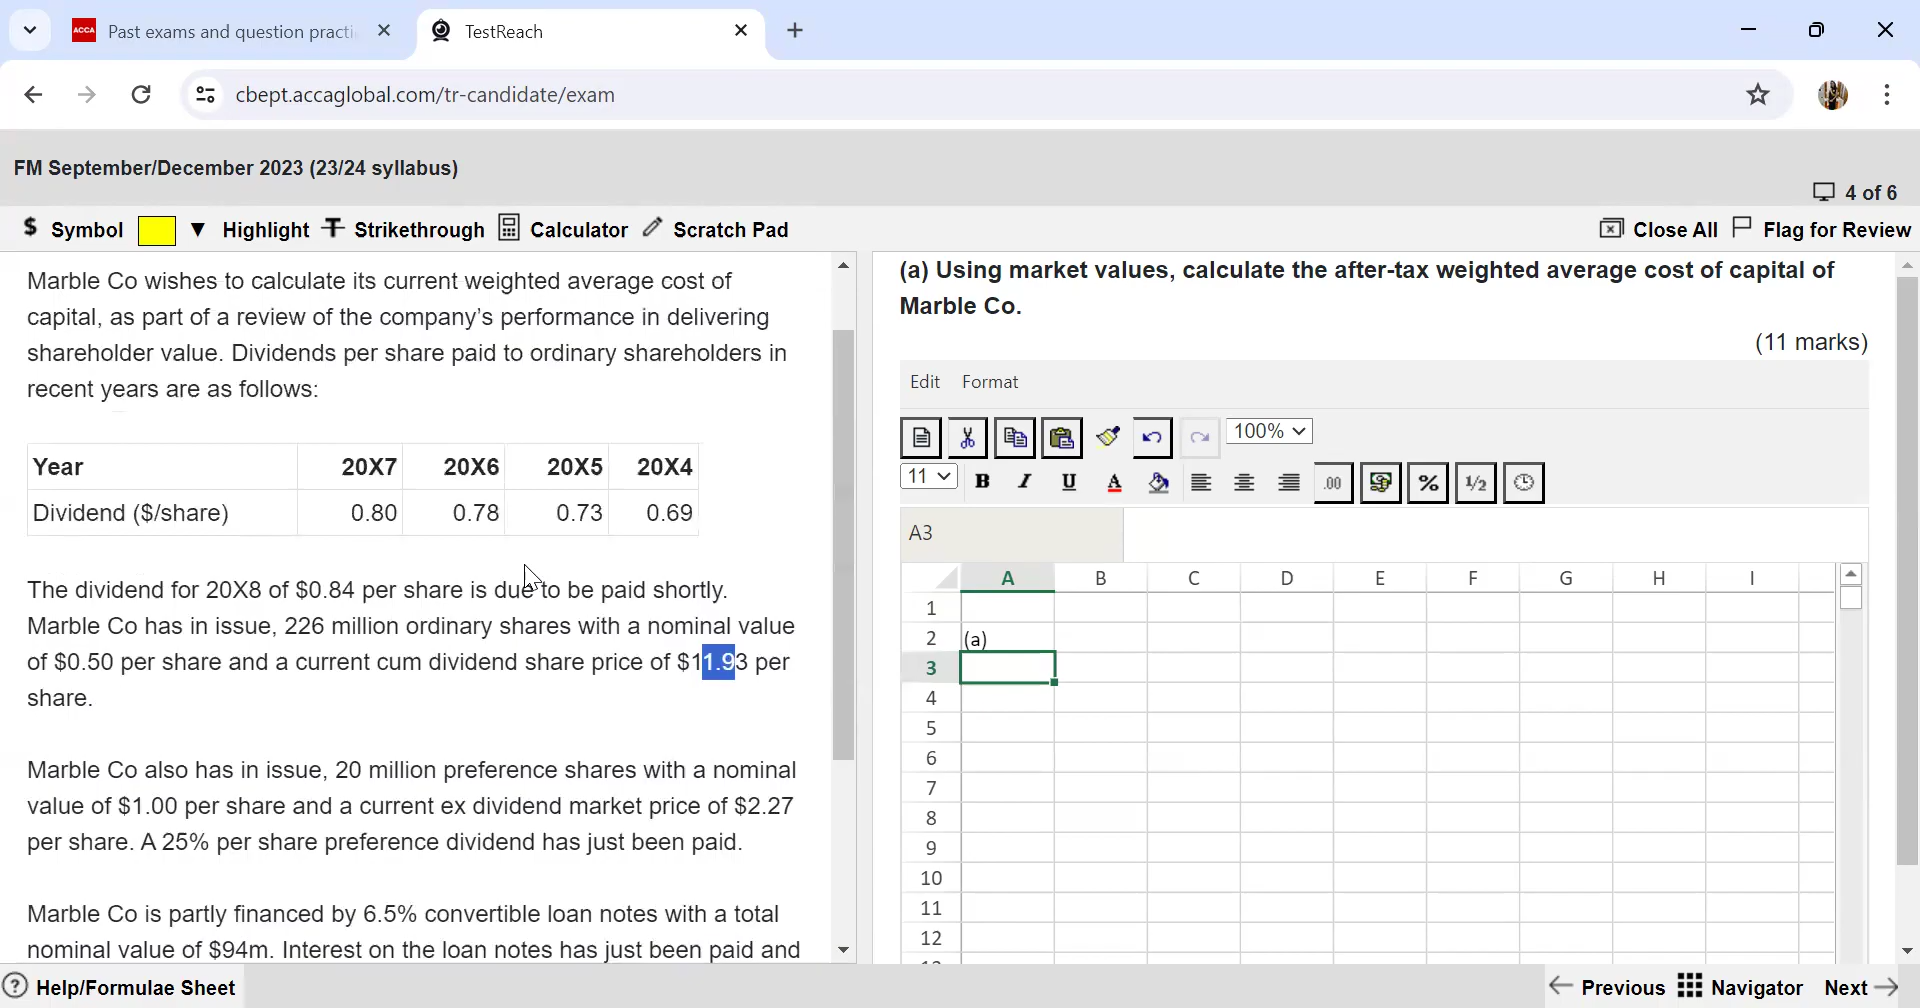 ACCA Past exams and question practi
TestReach
cbept.accaglobal.com/tr-candidate/exam
FM September/December 2023 (23/24 syllabus)
4 of 6
$ Symbol Highlight Strikethrough Calculator Scratch Pad
Close All Flag for Review
Marble Co wishes to calculate its current weighted average cost of
capital, as part of a review of the company’s performance in delivering
shareholder value. Dividends per share paid to ordinary shareholders in
recent years are as follows:
Year 20X7 20X6 20X5 20X4
Dividend ($/share) 0.80 0.78 0.73 0.69
The dividend for 20X8 of $0.84 per share is due to be paid shortly.
Marble Co has in issue, 226 million ordinary shares with a nominal value
of $0.50 per share and a current cum dividend share price of $11.93 per
share.
Marble Co also has in issue, 20 million preference shares with a nominal
value of $1.00 per share and a current ex dividend market price of $2.27
per share. A 25% per share preference dividend has just been paid.
Marble Co is partly financed by 6.5% convertible loan notes with a total
nominal value of $94m. Interest on the loan notes has just been paid and
(a) Using market values, calculate the after-tax weighted average cost of capital of
Marble Co.
(11 marks)
Edit Format
100%
11 B I U A .00 % ½
A3
A B C D E F G H I
1
2 (a)
3
4
5
6
7
8
9
10
11
12
? Help/Formulae Sheet
Previous Navigator Next